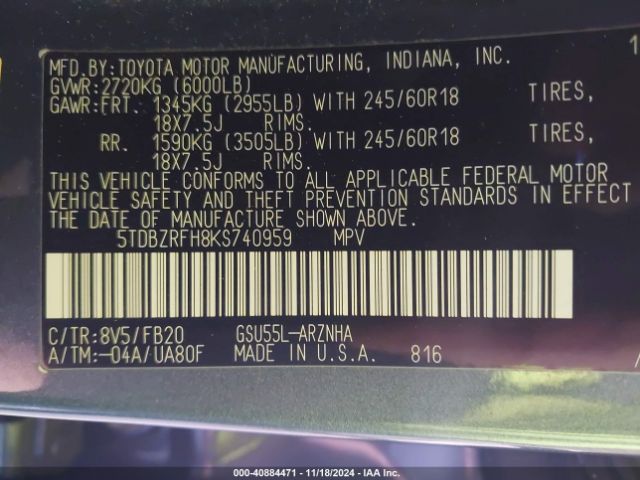 MFD.BY:TOYOTA MOTOR MANUFACTURING, INDIANA, INC. 1
GVWR:2720KG (6000LB)
GAWR:FRT. 1345KG (2955LB) WITH 245/60R18 TIRES,
18X7.5J RIMS.
RR. 1590KG (3505LB) WITH 245/60R18 TIRES,
18X7.5J RIMS.
THIS VEHICLE CONFORMS TO ALL APPLICABLE FEDERAL MOTOR
VEHICLE SAFETY AND THEFT PREVENTION STANDARDS IN EFFECT
THE DATE OF MANUFACTURE SHOWN ABOVE.
5TDBZRFH8KS740959 MPV
C/TR:8V5/FB20 GSU55L-ARZNHA
A/TM:-04A/UA80F MADE IN U.S.A. 816
000-40884471 - 11/18/2024 - IAA Inc.